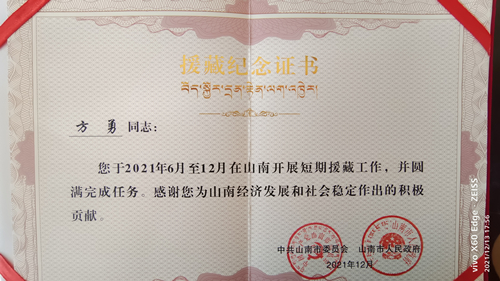 援藏纪念证书
བོད་སྐྱོར་དྲན་རྟེན་ལག་འཁྱེར།
方勇同志：
您于2021年6月至12月在山南开展短期援藏工作，并圆
满完成任务。感谢您为山南经济发展和社会稳定作出的积极
贡献。
中共山南市委员会 山南市人民政府
2021年12月
vivo X60 Edge · ZEISS
2021/12/13 17:56